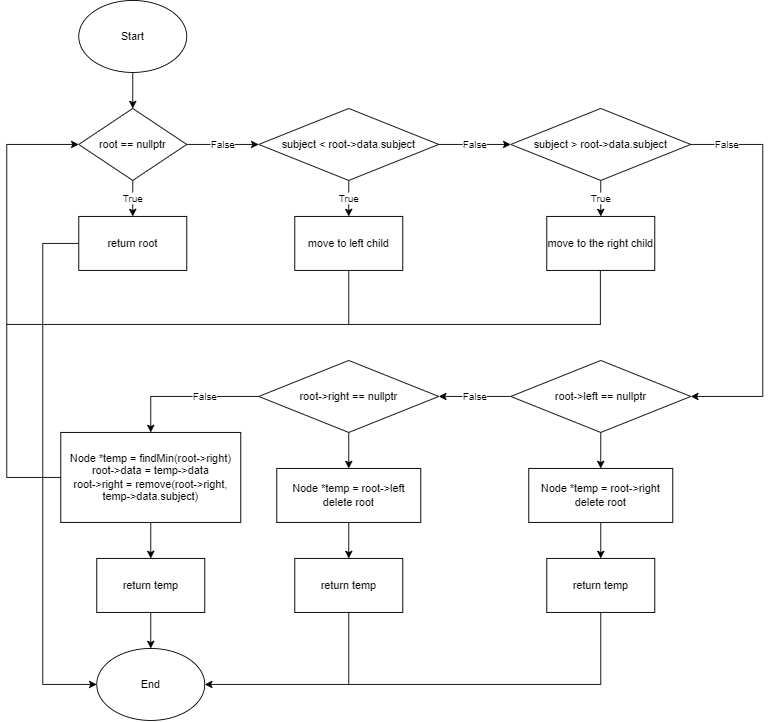 Start
root == nullptr
False
subject < root->data.subject
False
subject > root->data.subject
False
True
True
True
return root
move to left child
move to the right child
root->left == nullptr
False
root->right == nullptr
False
Node *temp = findMin(root->right)
root->data = temp->data
root->right = remove(root->right,
temp->data.subject)
Node *temp = root->left
delete root
Node *temp = root->right
delete root
return temp
return temp
return temp
End